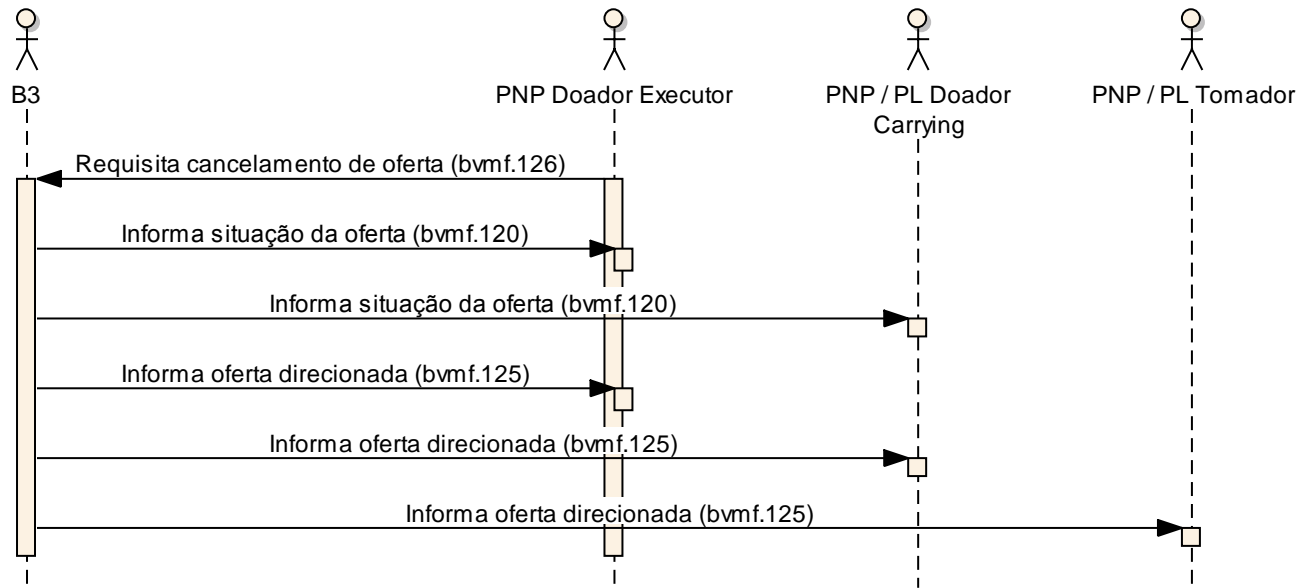 B3
PNP Doador Executor
PNP / PL Doador
Carrying
PNP / PL Tomador
Requisita cancelamento de oferta (bvmf.126)
Informa situação da oferta (bvmf.120)
Informa situação da oferta (bvmf.120)
Informa oferta direcionada (bvmf.125)
Informa oferta direcionada (bvmf.125)
Informa oferta direcionada (bvmf.125)